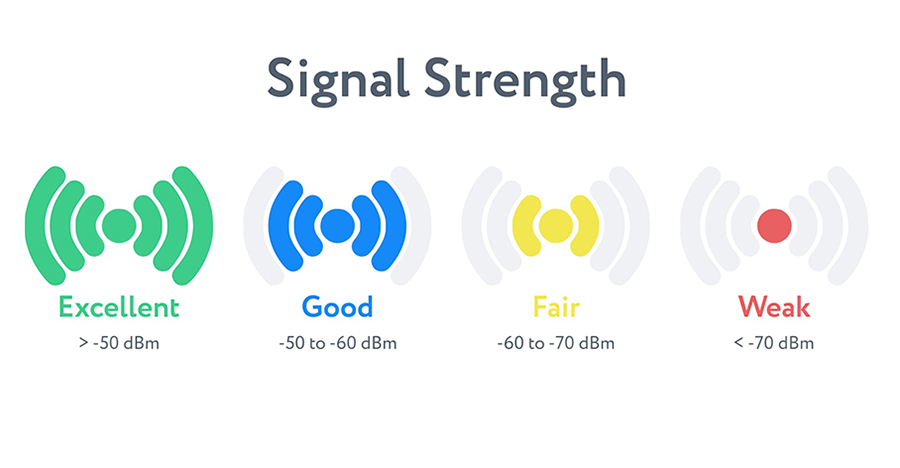 Signal Strength
Excellent
> -50 dBm
Good
-50 to -60 dBm
Fair
-60 to -70 dBm
Weak
< -70 dBm